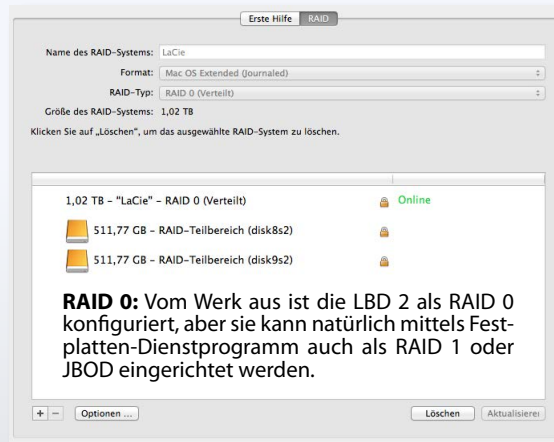 Erste Hilfe RAID
Name des RAID-Systems: LaCie
Format: Mac OS Extended (Journaled)
RAID-Typ: RAID 0 (Verteilt)
Größe des RAID-Systems: 1,02 TB
Klicken Sie auf „Löschen“, um das ausgewählte RAID-System zu löschen.
1,02 TB – "LaCie" – RAID 0 (Verteilt) Online
511,77 GB – RAID-Teilbereich (disk8s2)
511,77 GB – RAID-Teilbereich (disk9s2)
RAID 0: Vom Werk aus ist die LBD 2 als RAID 0
konfiguriert, aber sie kann natürlich mittels Fest-
platten-Dienstprogramm auch als RAID 1 oder
JBOD eingerichtet werden.
+ – Optionen ... Löschen Aktualisieren